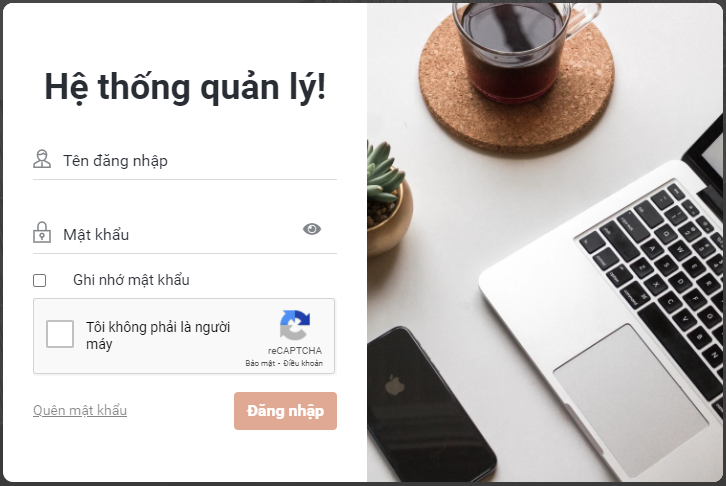 Hệ thống quản lý!
Tên đăng nhập
Mật khẩu
Ghi nhớ mật khẩu
Tôi không phải là người
máy
reCAPTCHA
Bảo mật - Điều khoản
Quên mật khẩu
Đăng nhập